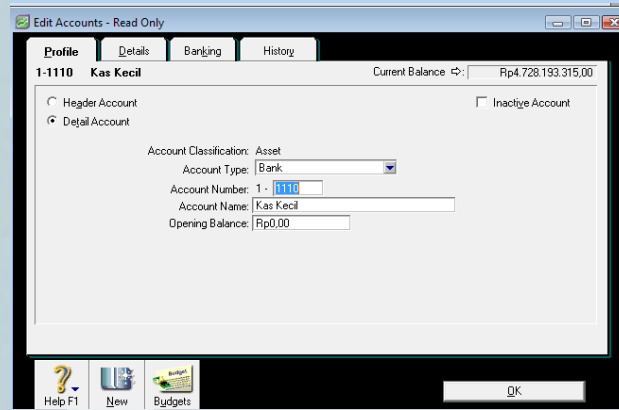 Edit Accounts - Read Only
Profile Details Banking History
1-1110 Kas Kecil Current Balance ⇨: Rp4.728.193.315,00
Header Account Inactive Account
Detail Account
Account Classification: Asset
Account Type: Bank
Account Number: 1 - 1110
Account Name: Kas Kecil
Opening Balance: Rp0,00
Budget
Help F1 New Budgets OK